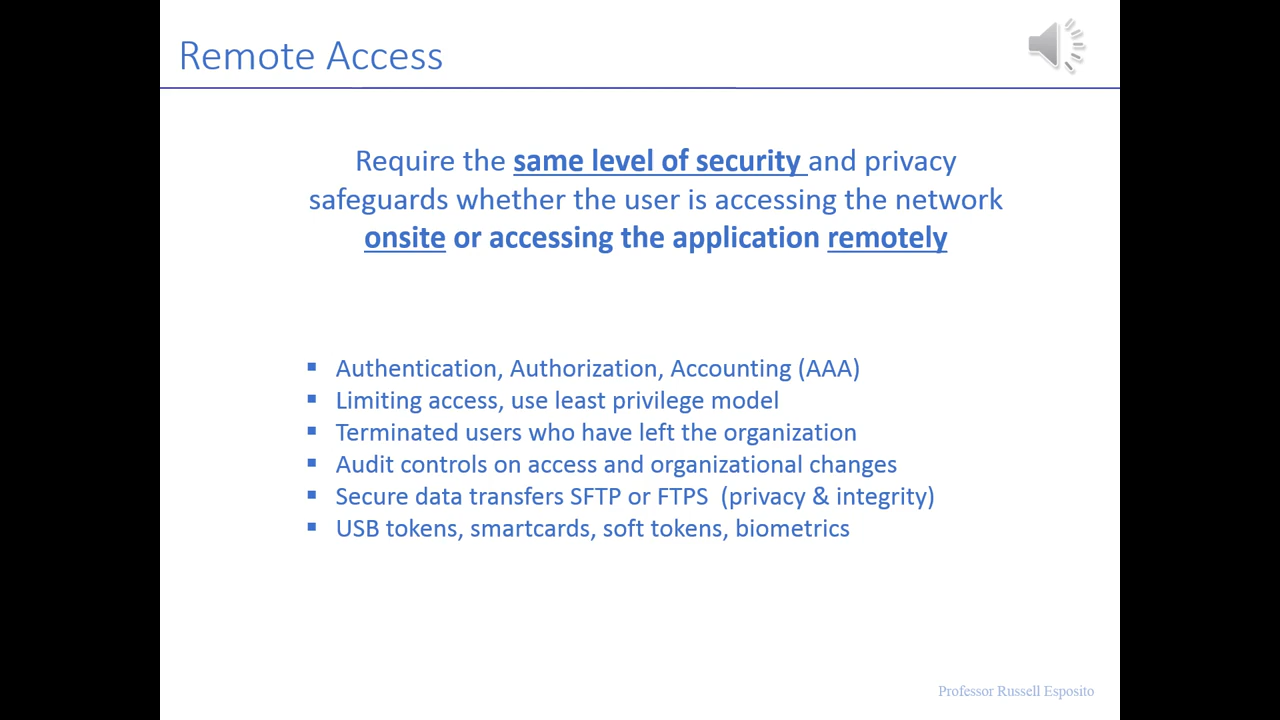 Remote Access
Require the same level of security and privacy
safeguards whether the user is accessing the network
onsite or accessing the application remotely
▪ Authentication, Authorization, Accounting (AAA)
▪ Limiting access, use least privilege model
▪ Terminated users who have left the organization
▪ Audit controls on access and organizational changes
▪ Secure data transfers SFTP or FTPS (privacy & integrity)
▪ USB tokens, smartcards, soft tokens, biometrics
Professor Russell Esposito